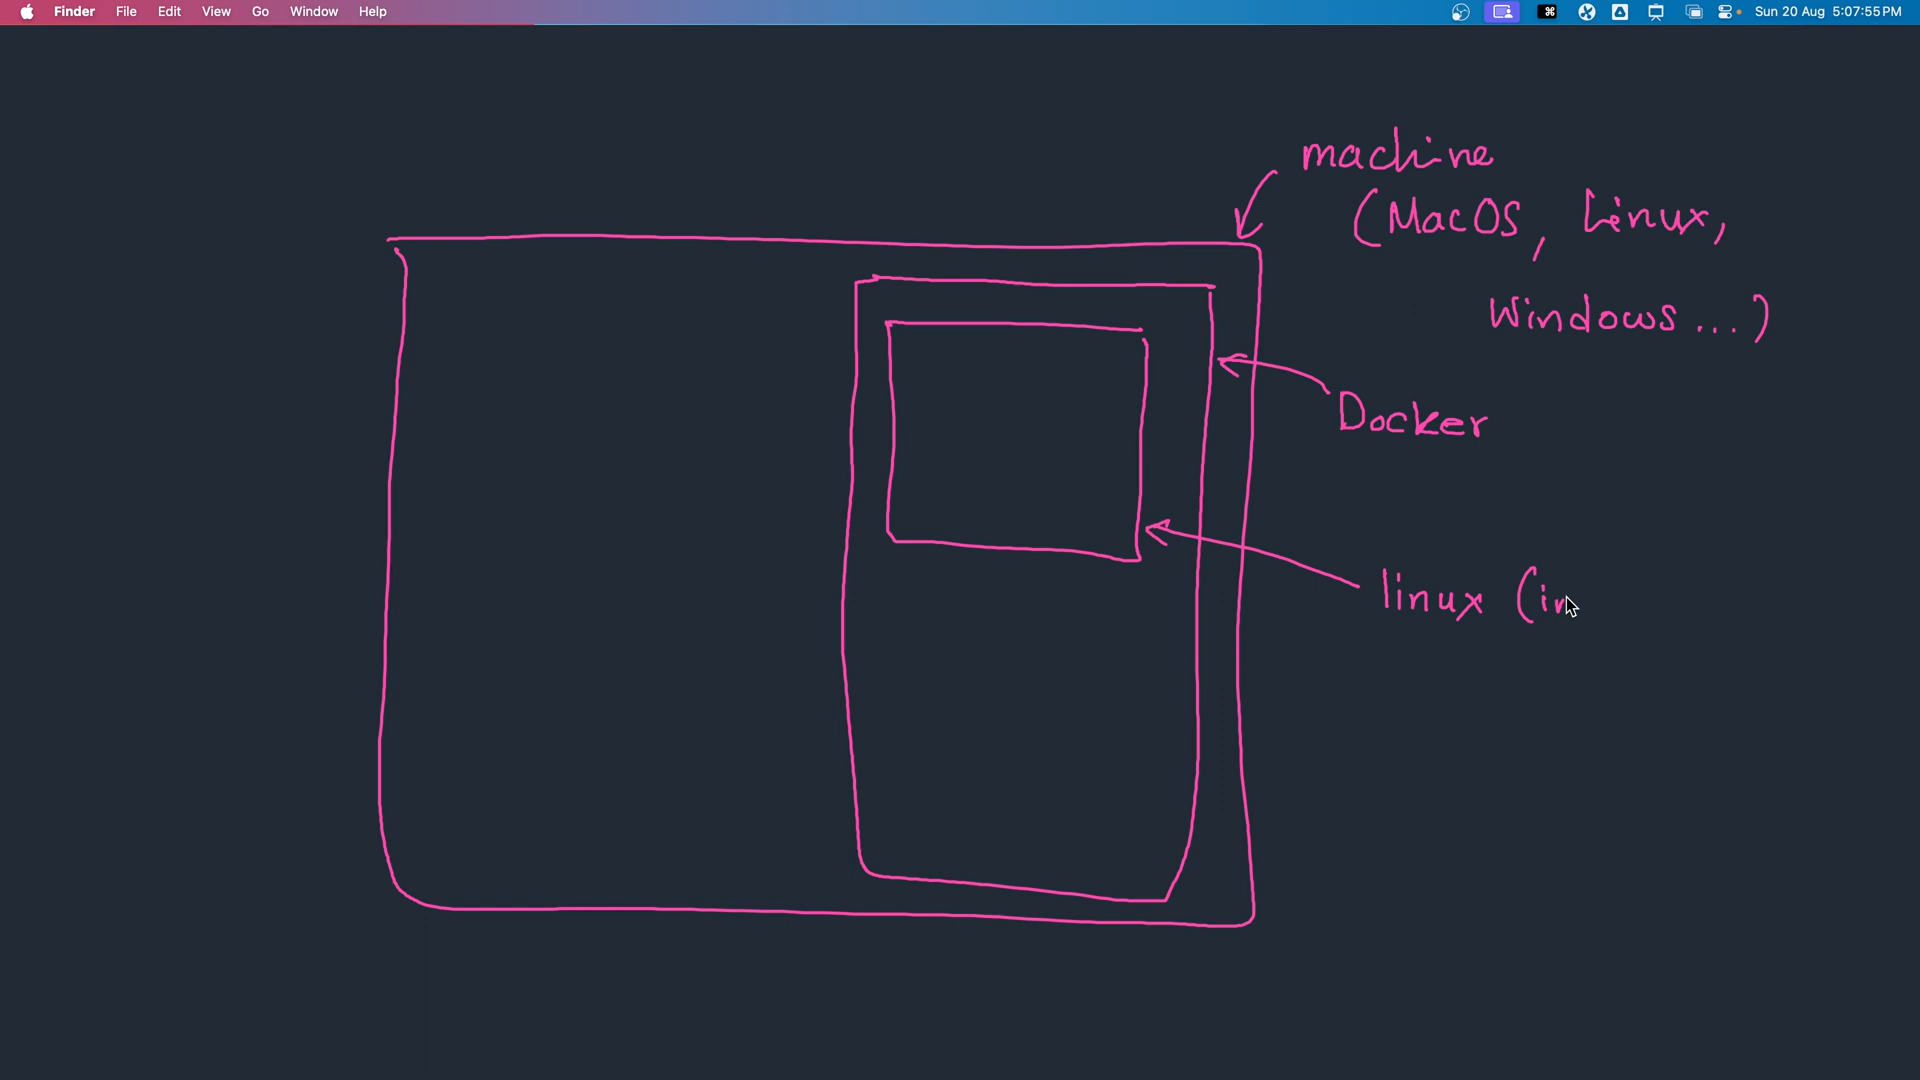 Finder File Edit View Go Window Help Sun 20 Aug 5:07:55 PM
machine
(MacOS, Linux,
Windows...)
Docker
linux (in